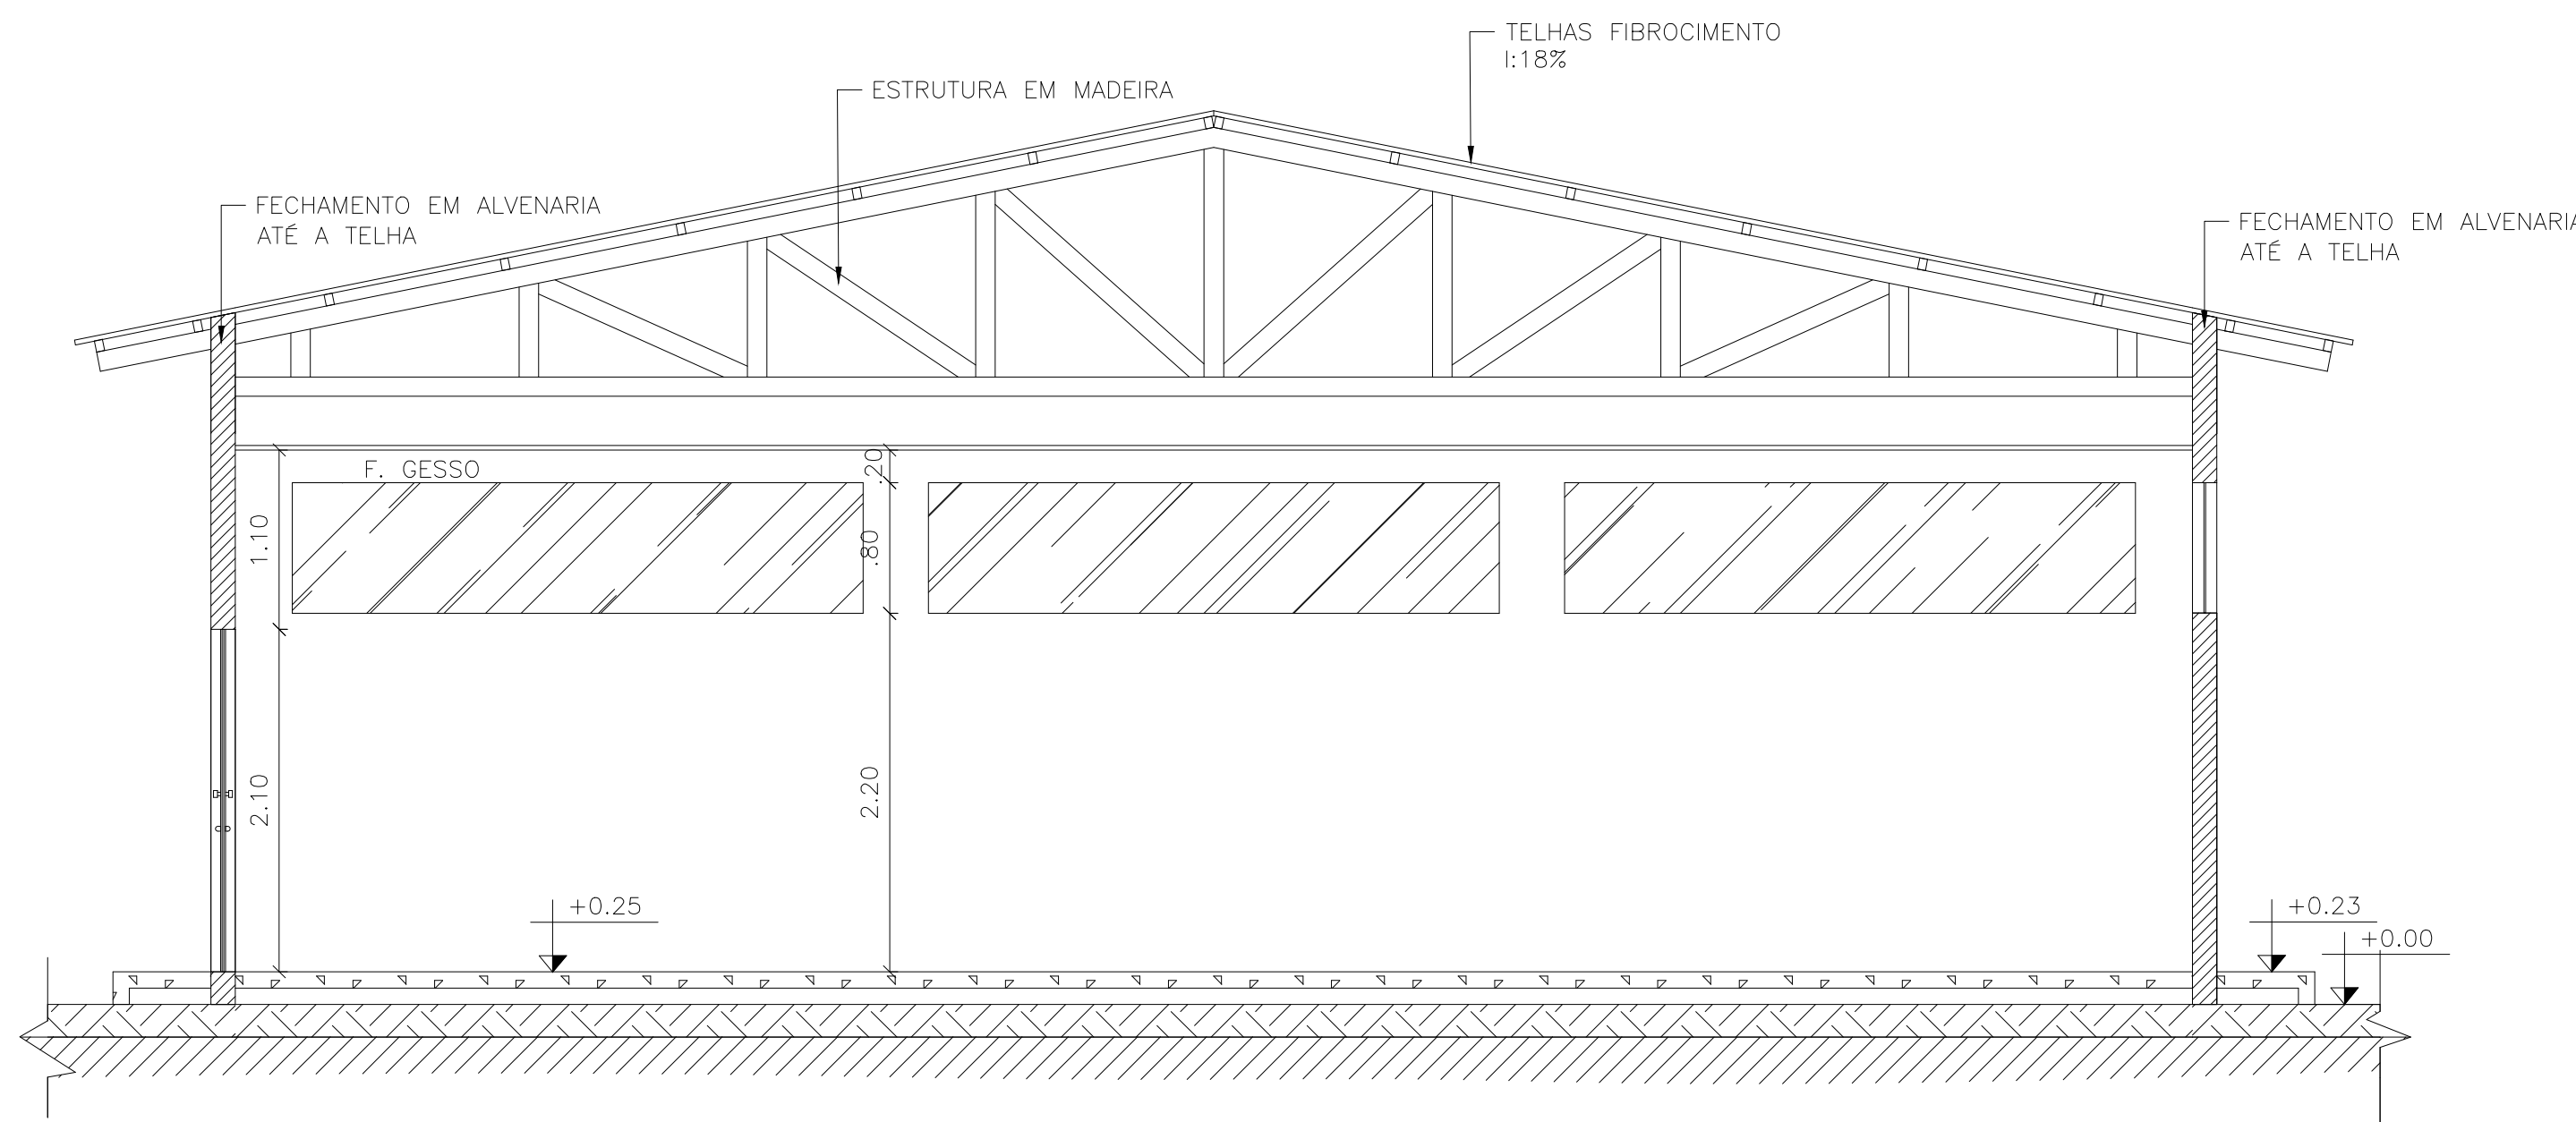 TELHAS FIBROCIMENTO
I:18%
ESTRUTURA EM MADEIRA
FECHAMENTO EM ALVENARIA
ATÉ A TELHA
FECHAMENTO EM ALVENARIA
ATÉ A TELHA
F. GESSO
.20
1.10
.80
2.10
2.20
+0.25
+0.23
+0.00